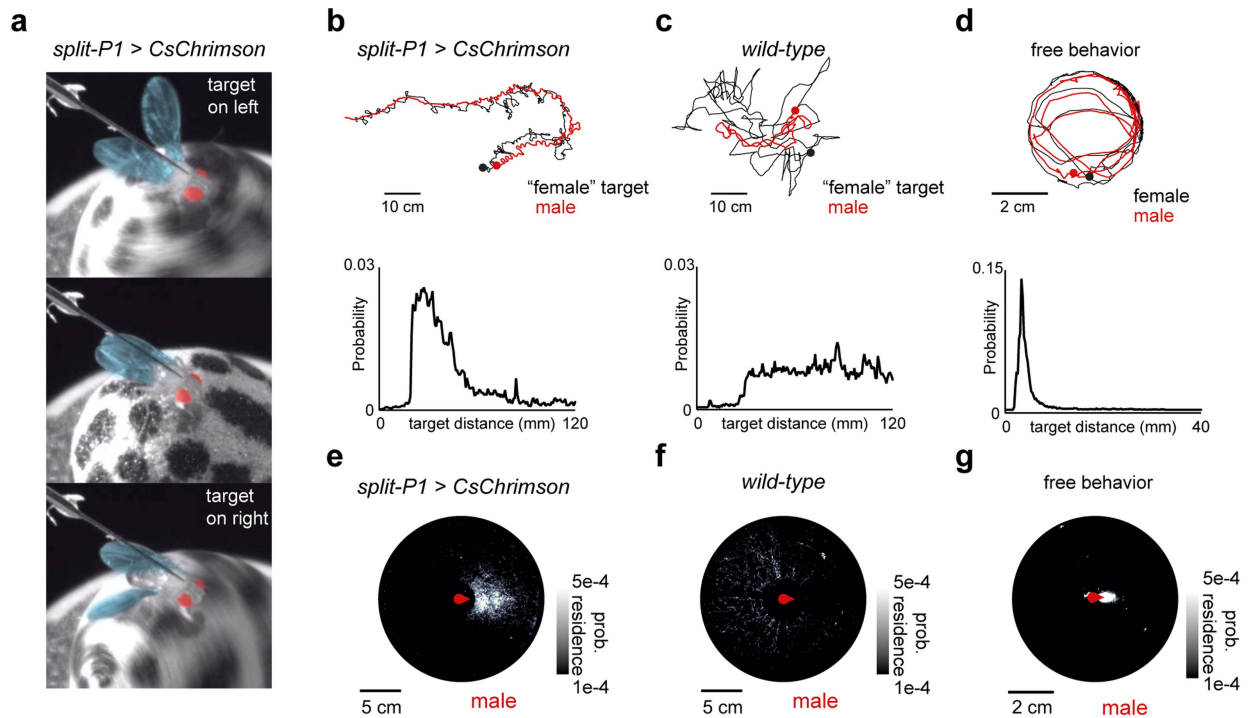 a
split-P1 > CsChrimson
target
on left
target
on right
b
split-P1 > CsChrimson
10 cm
“female” target
male
0.03
Probability
0
0
target distance (mm)
120
c
wild-type
10 cm
“female” target
male
0.03
Probability
0
0
target distance (mm)
120
d
free behavior
2 cm
female
male
0.15
Probability
0
0
target distance (mm)
40
e
split-P1 > CsChrimson
5e-4
prob.
residence
1e-4
5 cm
male
f
wild-type
5e-4
prob.
residence
1e-4
5 cm
male
g
free behavior
5e-4
prob.
residence
1e-4
2 cm
male